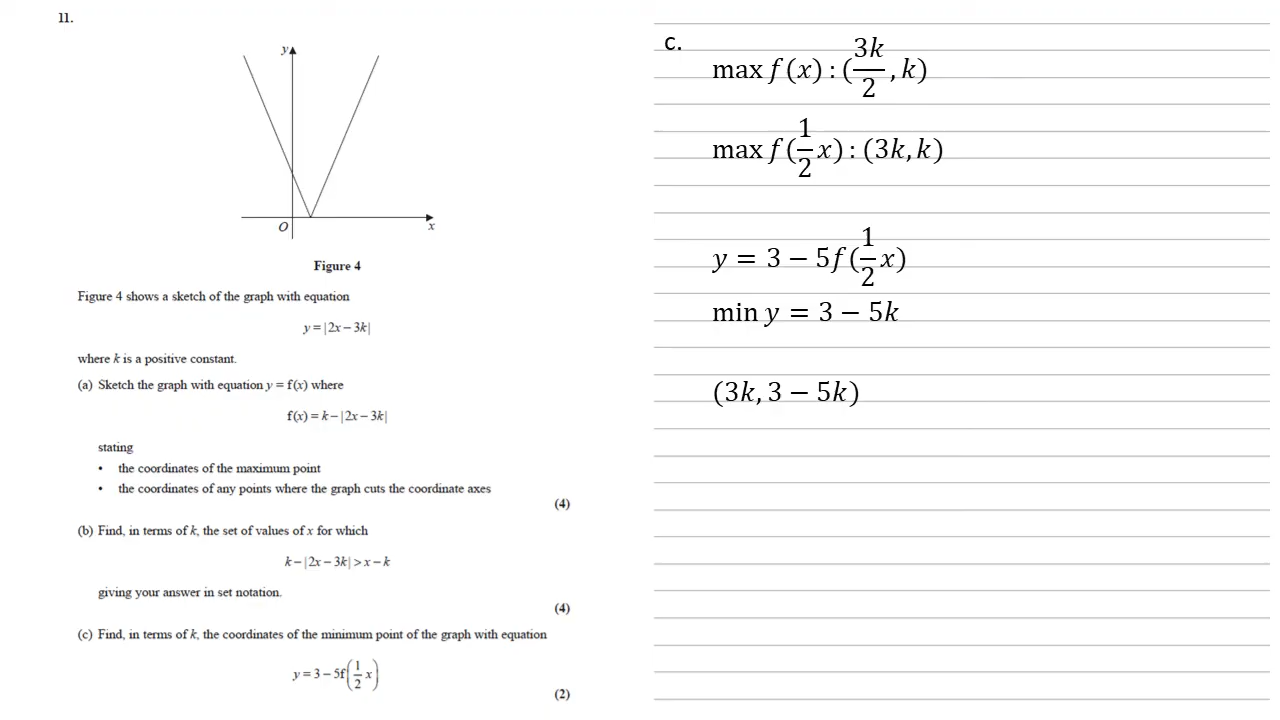 11.
y
O
x
Figure 4
Figure 4 shows a sketch of the graph with equation
y = |2x – 3k|
where k is a positive constant.
(a) Sketch the graph with equation y = f(x) where
f(x) = k – |2x – 3k|
stating
• the coordinates of the maximum point
• the coordinates of any points where the graph cuts the coordinate axes
(4)
(b) Find, in terms of k, the set of values of x for which
k – |2x – 3k| > x – k
giving your answer in set notation.
(4)
(c) Find, in terms of k, the coordinates of the minimum point of the graph with equation
y = 3 – 5f(1/2 x)
(2)
c.
max f(x) : (3k/2, k)
max f(1/2 x) : (3k, k)
y = 3 − 5f(1/2 x)
min y = 3 − 5k
(3k, 3 − 5k)